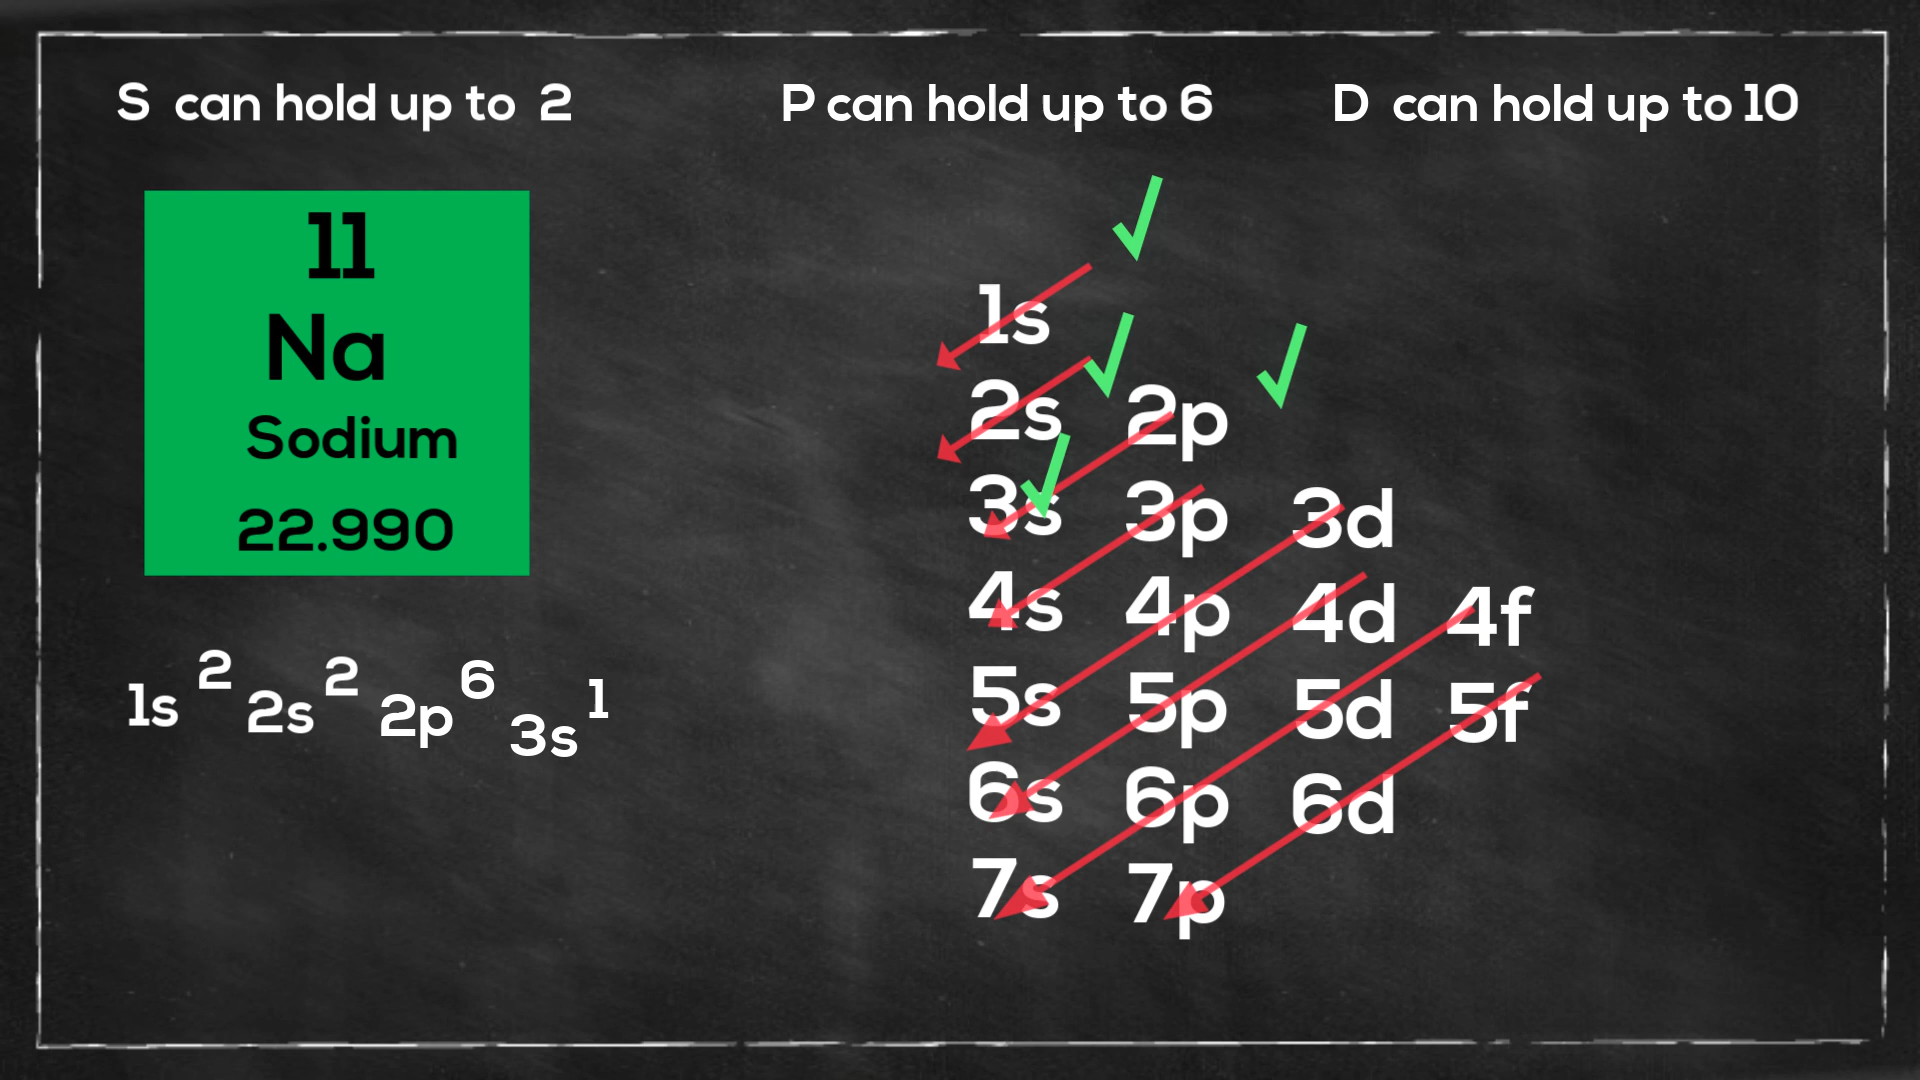 S can hold up to 2
P can hold up to 6
D can hold up to 10
11
Na
Sodium
22.990
1s² 2s² 2p⁶ 3s¹
1s
2s 2p
3s 3p 3d
4s 4p 4d 4f
5s 5p 5d 5f
6s 6p 6d
7s 7p